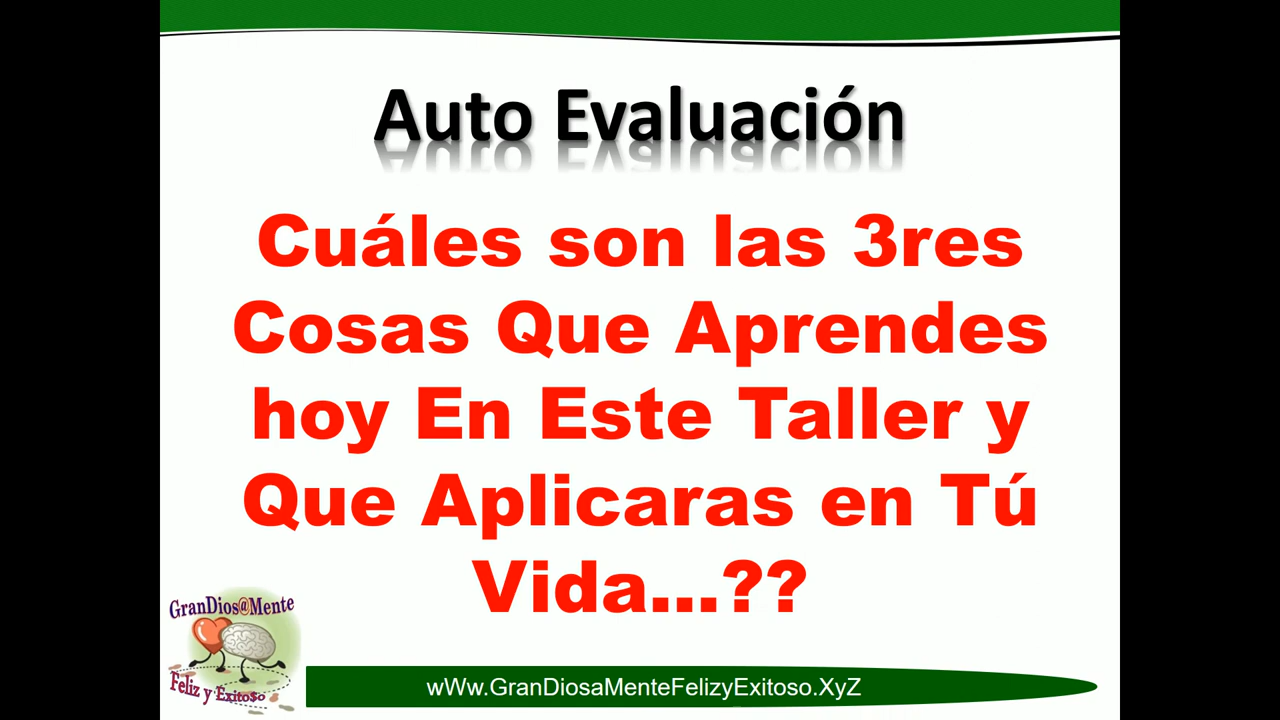 Auto Evaluación
Cuáles son las 3res
Cosas Que Aprendes
hoy En Este Taller y
Que Aplicaras en Tú
Vida...??
GranDios@Mente
Feliz y Exito$o
wWw.GranDiosaMenteFelizyExitoso.XyZ